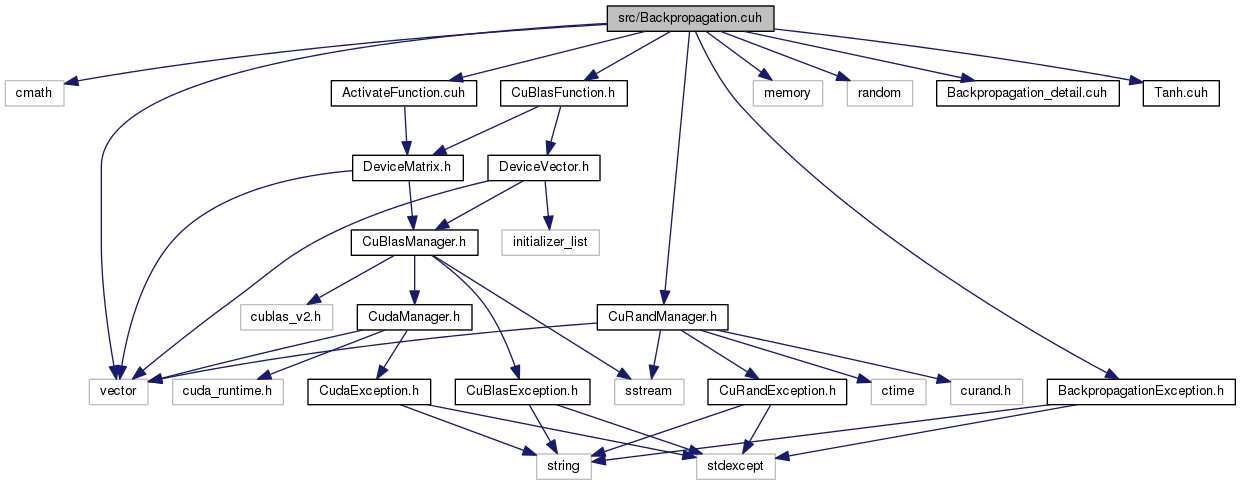 src/Backpropagation.cuh
cmath
ActivateFunction.cuh
CuBlasFunction.h
memory
random
Backpropagation_detail.cuh
Tanh.cuh
DeviceMatrix.h
DeviceVector.h
CuBlasManager.h
initializer_list
cublas_v2.h
CudaManager.h
CuRandManager.h
vector
cuda_runtime.h
CudaException.h
CuBlasException.h
sstream
CuRandException.h
ctime
curand.h
BackpropagationException.h
string
stdexcept